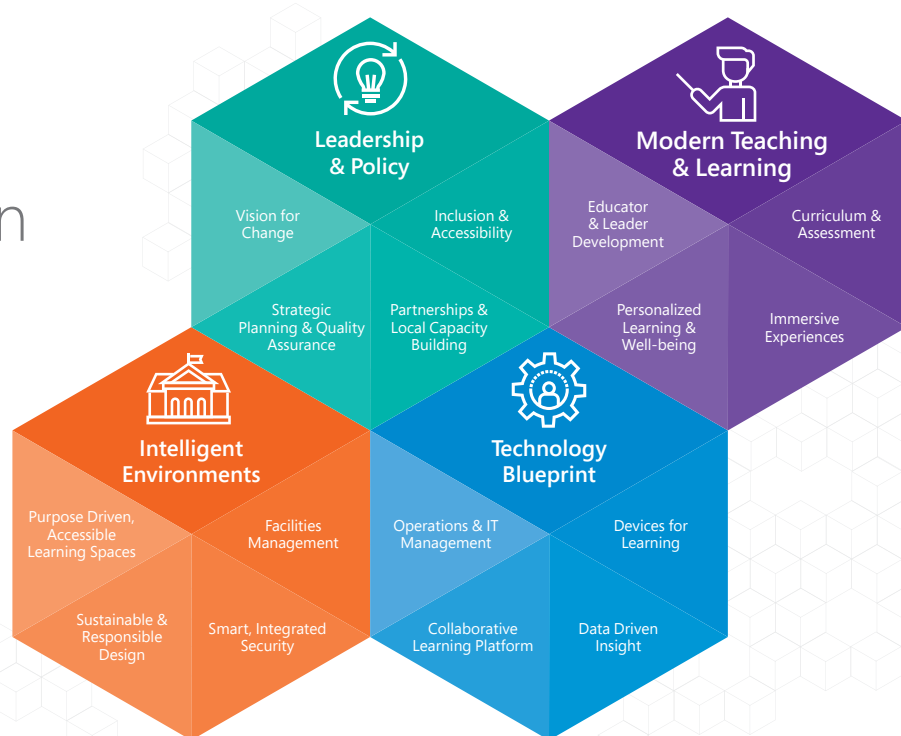 n
Leadership
& Policy
Vision for
Change
Inclusion &
Accessibility
Strategic
Planning & Quality
Assurance
Partnerships &
Local Capacity
Building
Modern Teaching
& Learning
Educator
& Leader
Development
Curriculum &
Assessment
Personalized
Learning &
Well-being
Immersive
Experiences
Intelligent
Environments
Purpose Driven,
Accessible
Learning Spaces
Facilities
Management
Sustainable &
Responsible
Design
Smart, Integrated
Security
Technology
Blueprint
Operations & IT
Management
Devices for
Learning
Collaborative
Learning Platform
Data Driven
Insight